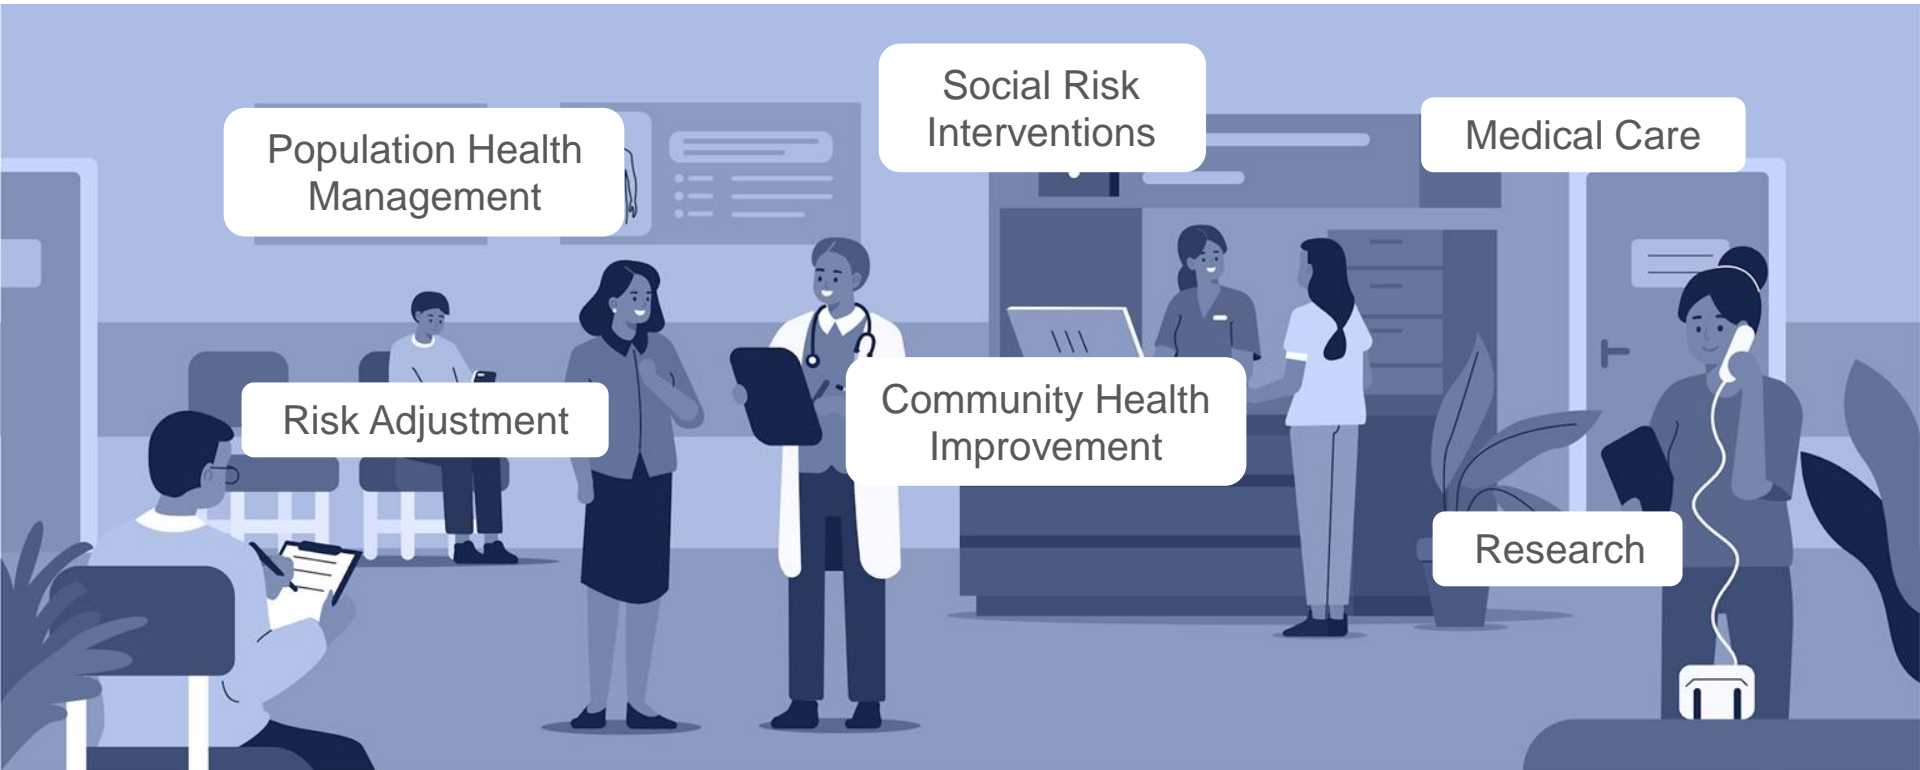 Population Health
Management
Social Risk
Interventions
Medical Care
Risk Adjustment
Community Health
Improvement
Research